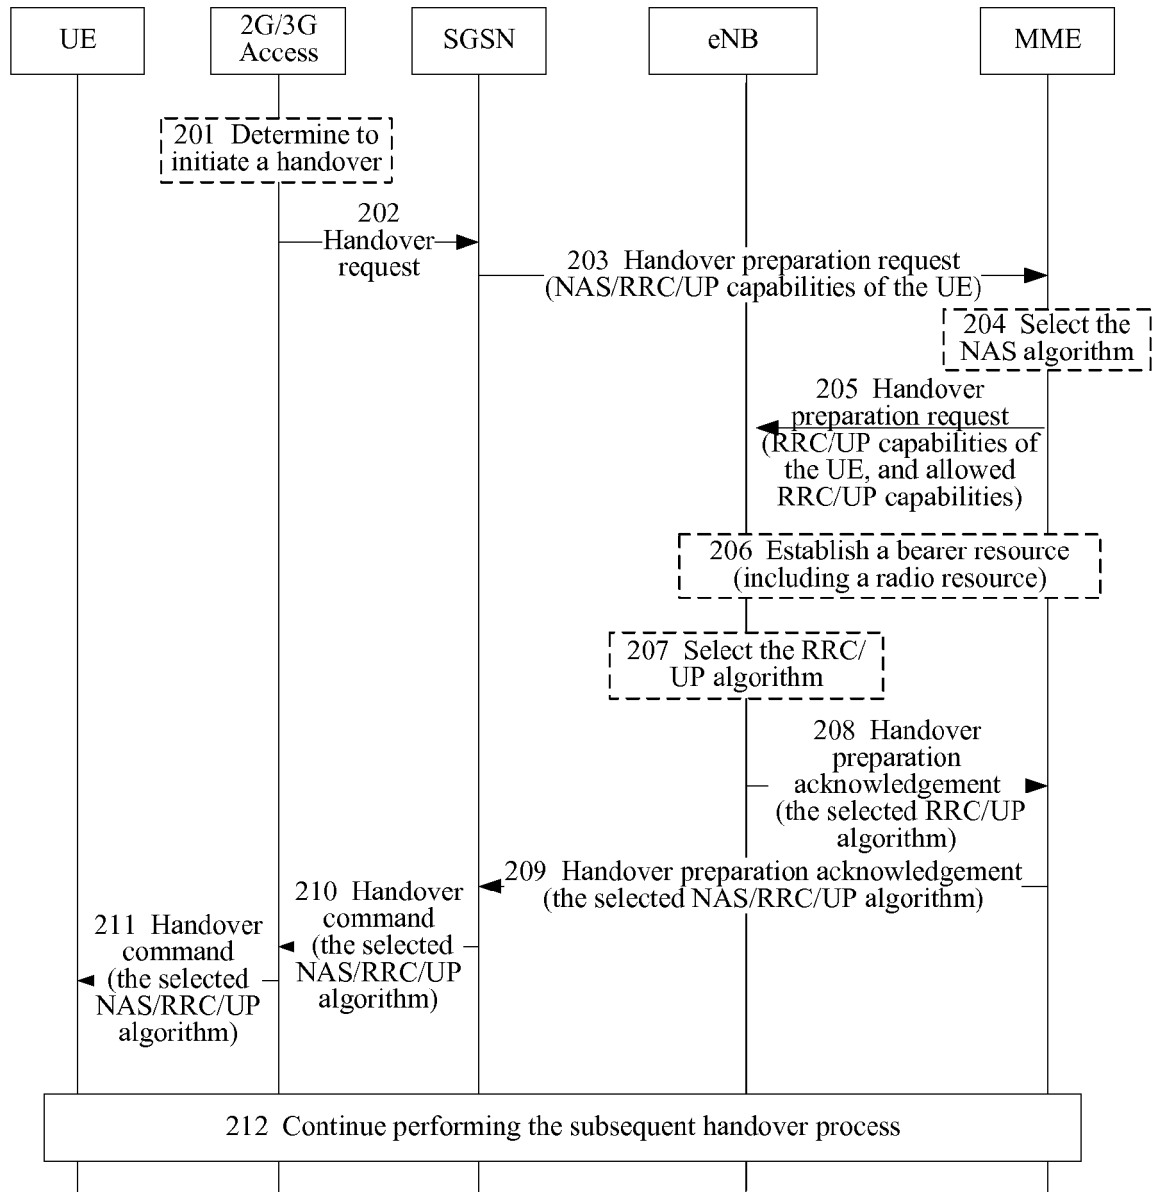 UE
2G/3G
Access
SGSN
eNB
MME
201 Determine to
initiate a handover
202
Handover
request
203 Handover preparation request
(NAS/RRC/UP capabilities of the UE)
204 Select the
NAS algorithm
205 Handover
preparation request
(RRC/UP capabilities of
the UE, and allowed
RRC/UP capabilities)
206 Establish a bearer resource
(including a radio resource)
207 Select the RRC/
UP algorithm
208 Handover
preparation
acknowledgement
(the selected RRC/UP
algorithm)
209 Handover preparation acknowledgement
(the selected NAS/RRC/UP algorithm)
210 Handover
command
(the selected
NAS/RRC/UP
algorithm)
211 Handover
command
(the selected
NAS/RRC/UP
algorithm)
212 Continue performing the subsequent handover process